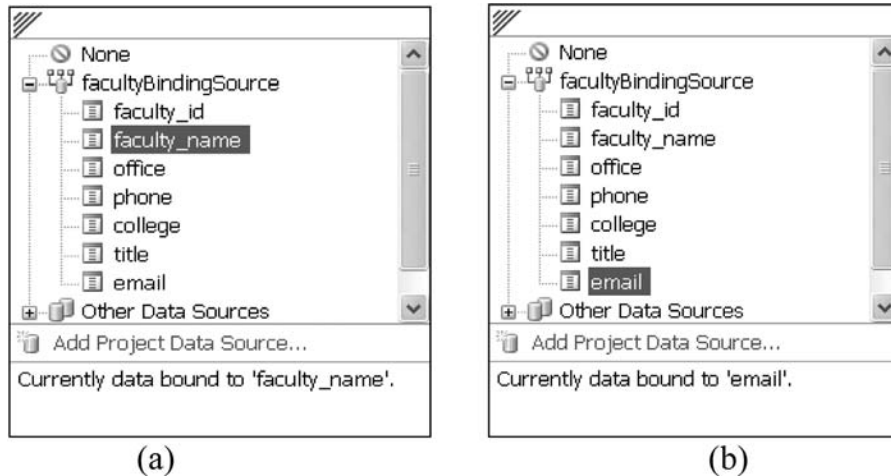 None
facultyBindingSource
faculty_id
faculty_name
office
phone
college
title
email
Other Data Sources
Add Project Data Source...
Currently data bound to 'faculty_name'.
(a)
None
facultyBindingSource
faculty_id
faculty_name
office
phone
college
title
email
Other Data Sources
Add Project Data Source...
Currently data bound to 'email'.
(b)